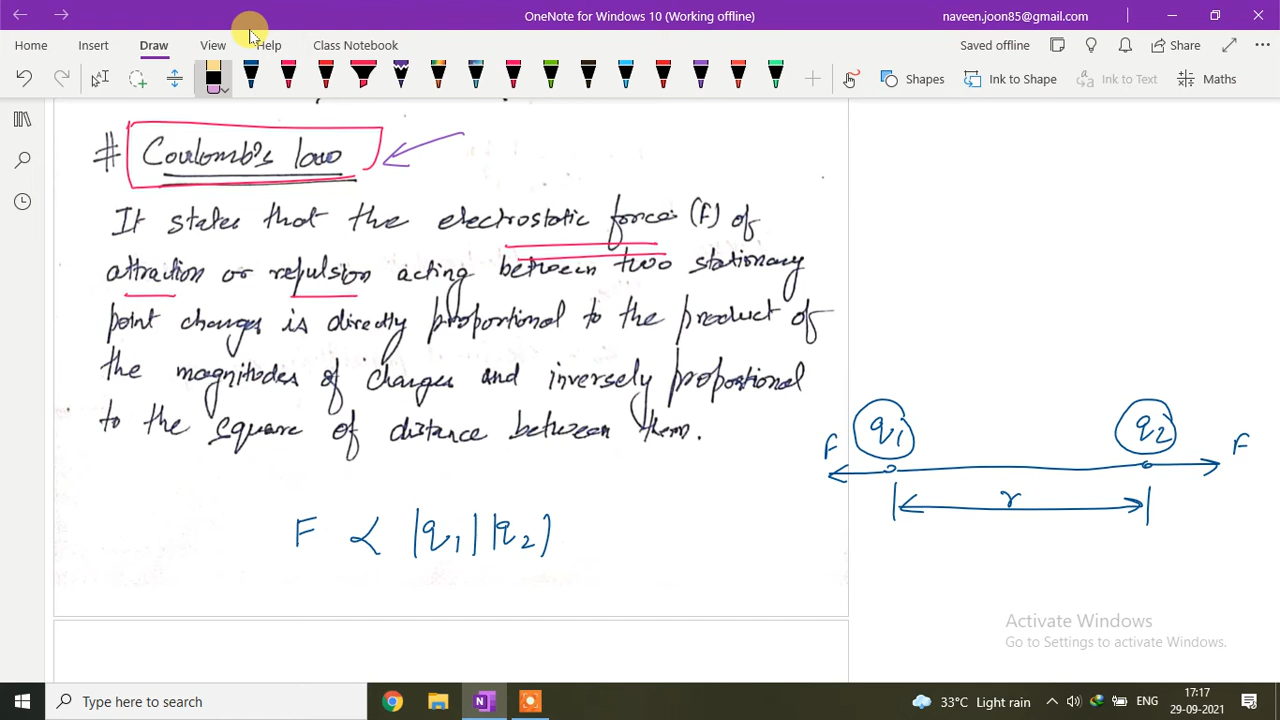 OneNote for Windows 10 (Working offline)
naveen.joon85@gmail.com
Home Insert Draw View Help Class Notebook
Saved offline
Share
Shapes
Ink to Shape
Ink to Text
Maths
# Coulomb's law
It states that the electrostatic force (F) of
attraction or repulsion acting between two stationary
point charges is directly proportional to the product of
the magnitudes of charges and inversely proportional
to the square of distance between them.
q1 q2
F F
r
F ∝ |q1| |q2|
Activate Windows
Go to Settings to activate Windows.
Type here to search
33°C Light rain
ENG
17:17
29-09-2021